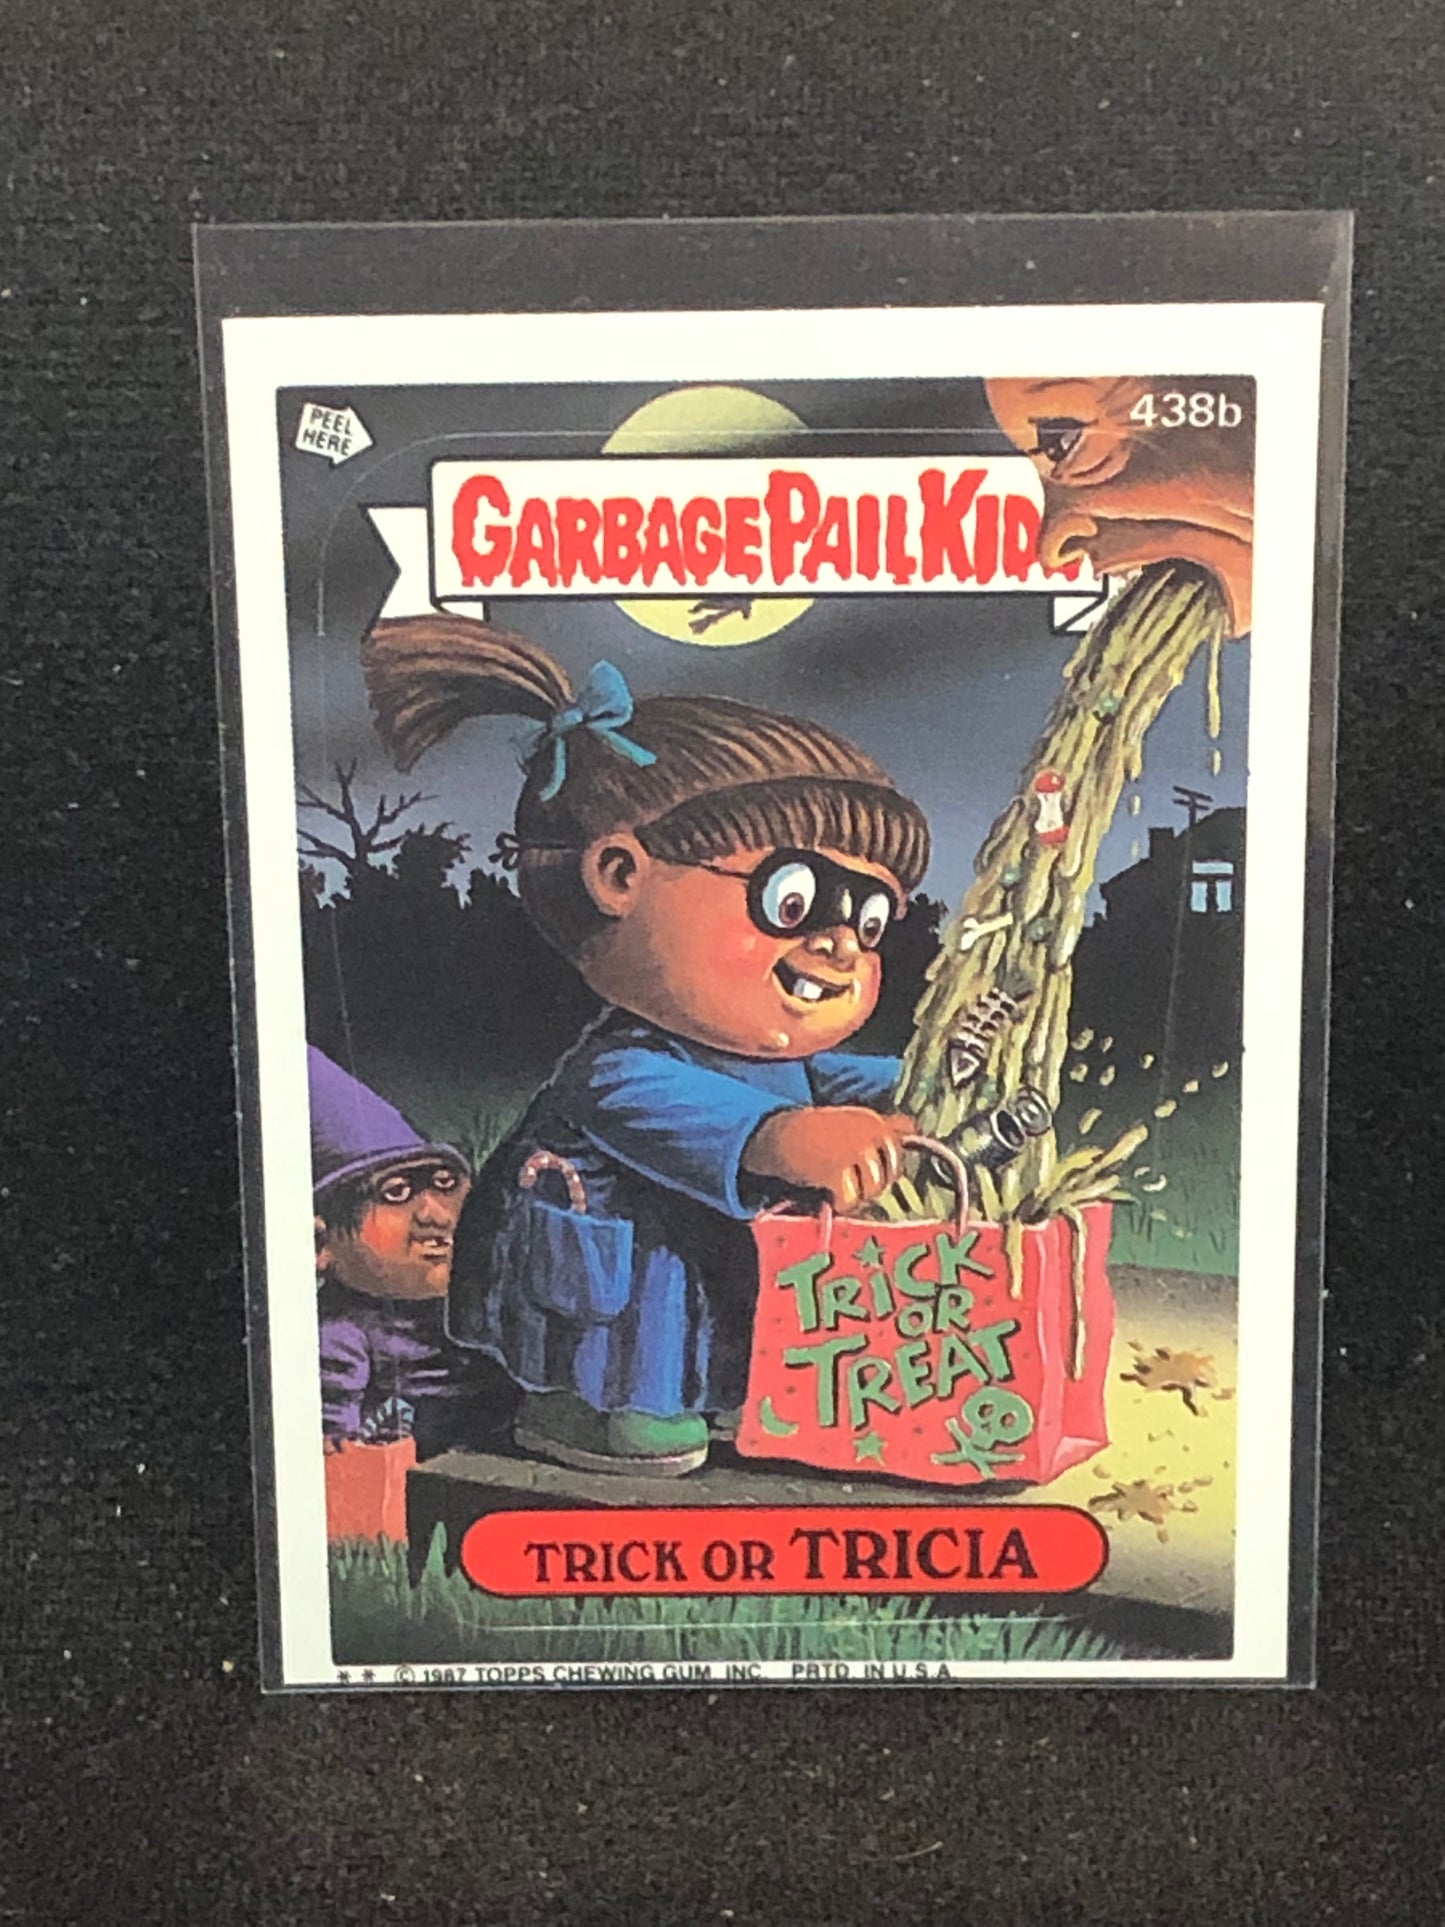 PEEL
HERE
438b
GARBAGE PAIL KID
TRICK
OR
TREAT
TRICK OR TRICIA
** © 1987 TOPPS CHEWING GUM, INC. PRTD. IN U.S.A.